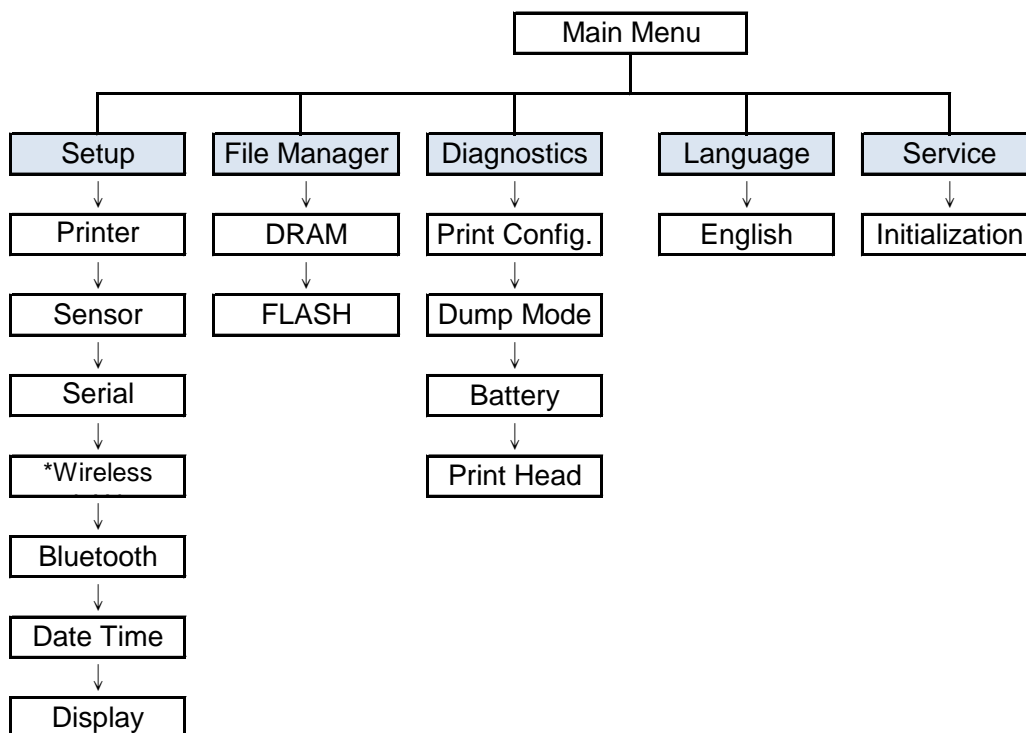 Main Menu
Setup
File Manager
Diagnostics
Language
Service
Printer
DRAM
Print Config.
English
Initialization
Sensor
FLASH
Dump Mode
Serial
Battery
*Wireless
Print Head
Bluetooth
Date Time
Display